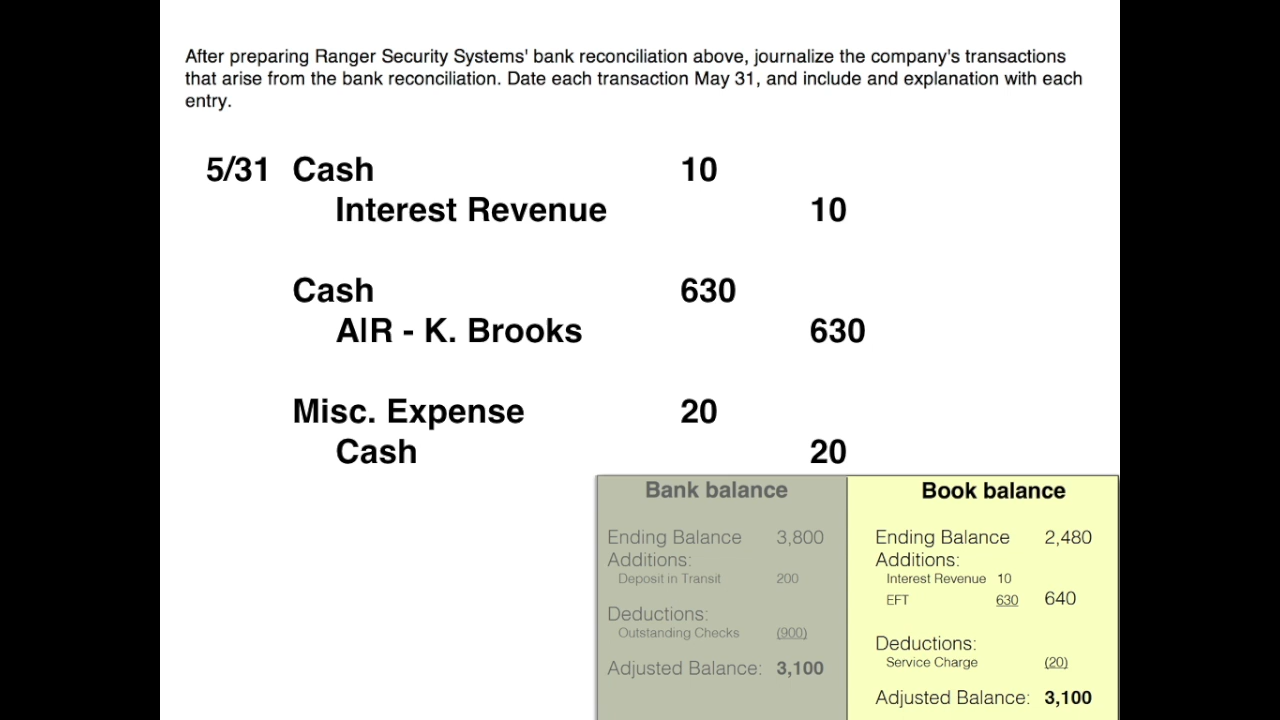 After preparing Ranger Security Systems' bank reconciliation above, journalize the company's transactions
that arise from the bank reconciliation. Date each transaction May 31, and include and explanation with each
entry.
5/31 Cash 10
Interest Revenue 10
Cash 630
A|R - K. Brooks 630
Misc. Expense 20
Cash 20
Bank balance
Ending Balance 3,800
Additions:
Deposit in Transit 200
Deductions:
Outstanding Checks (900)
Adjusted Balance: 3,100
Book balance
Ending Balance 2,480
Additions:
Interest Revenue 10
EFT 630 640
Deductions:
Service Charge (20)
Adjusted Balance: 3,100